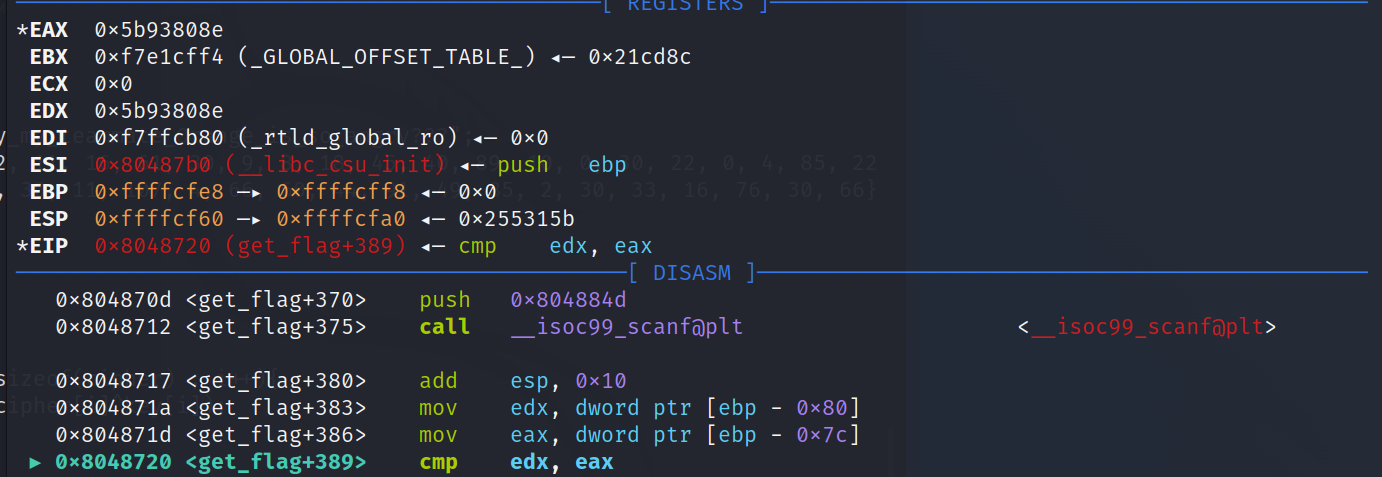 [ REGISTERS ]
*EAX 0×5b93808e
EBX 0×f7e1cff4 (_GLOBAL_OFFSET_TABLE_) ◂— 0×21cd8c
ECX 0×0
EDX 0×5b93808e
EDI 0×f7ffcb80 (_rtld_global_ro) ◂— 0×0
ESI 0×80487b0 (__libc_csu_init) ◂— push ebp
EBP 0×ffffcfe8 —▸ 0×ffffcff8 ◂— 0×0
ESP 0×ffffcf60 —▸ 0×ffffcfa0 ◂— 0×255315b
*EIP 0×8048720 (get_flag+389) ◂— cmp edx, eax
[ DISASM ]
0×804870d <get_flag+370> push 0×804884d
0×8048712 <get_flag+375> call __isoc99_scanf@plt <__isoc99_scanf@plt>
0×8048717 <get_flag+380> add esp, 0×10
0×804871a <get_flag+383> mov edx, dword ptr [ebp - 0×80]
0×804871d <get_flag+386> mov eax, dword ptr [ebp - 0×7c]
▸ 0×8048720 <get_flag+389> cmp edx, eax